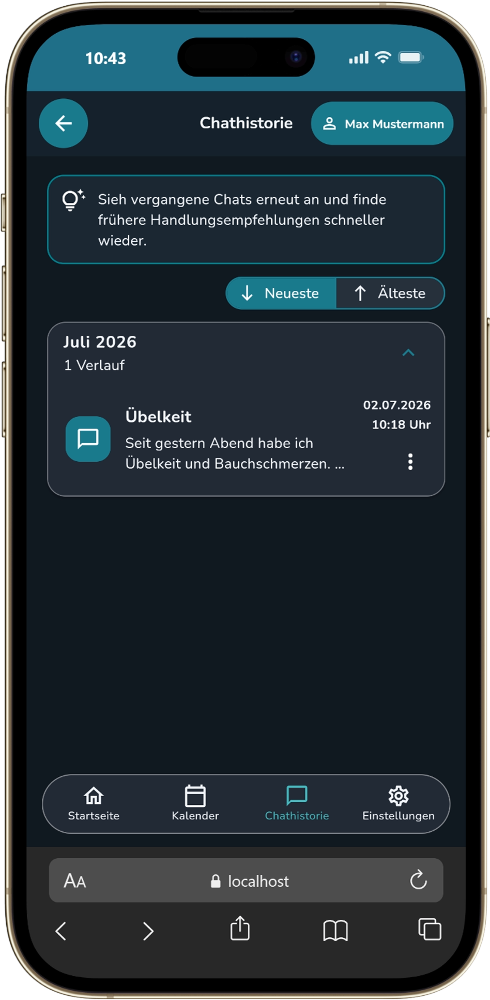 10:43
Chathistorie
Max Mustermann
Sieh vergangene Chats erneut an und finde
frühere Handlungsempfehlungen schneller
wieder.
Neueste
Älteste
Juli 2026
1 Verlauf
02.07.2026
10:18 Uhr
Übelkeit
Seit gestern Abend habe ich
Übelkeit und Bauchschmerzen. ...
Startseite
Kalender
Chathistorie
Einstellungen
AA
localhost